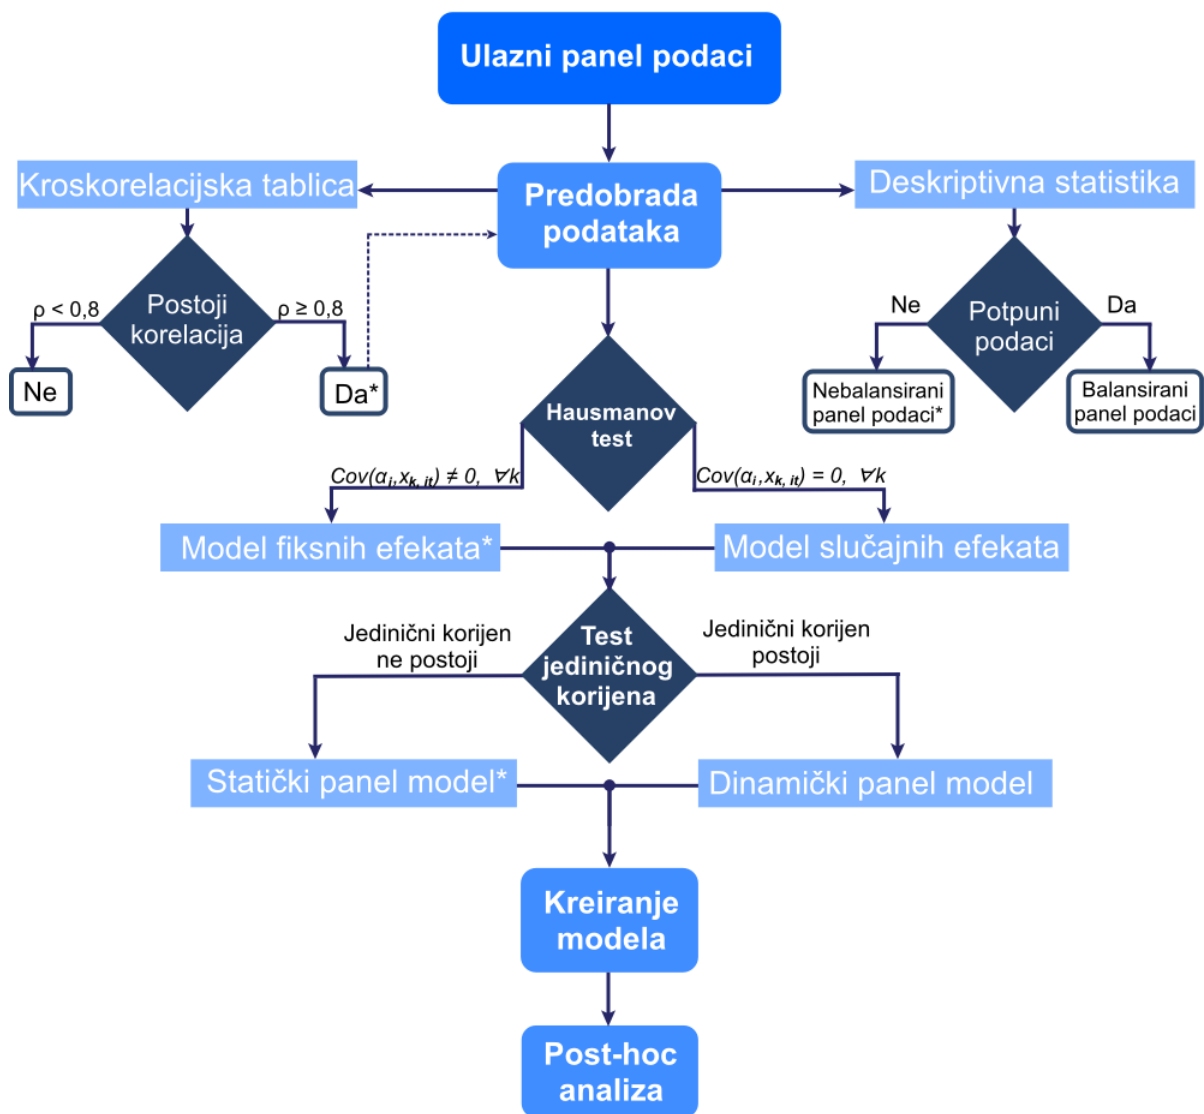 Ulazni panel podaci
Kroskorelacijska tablica
Predobrada
podataka
Deskriptivna statistika
ρ < 0,8
Postoji
korelacija
ρ ≥ 0,8
Ne
Da*
Ne
Potpuni
podaci
Da
Nebalansirani
panel podaci*
Balansirani
panel podaci
Hausmanov
test
Cov(αi,xk, it) ≠ 0, ∀k
Cov(αi,xk, it) = 0, ∀k
Model fiksnih efekata*
Model slučajnih efekata
Jedinični korijen
ne postoji
Test
jediničnog
korijena
Jedinični korijen
postoji
Statički panel model*
Dinamički panel model
Kreiranje
modela
Post-hoc
analiza